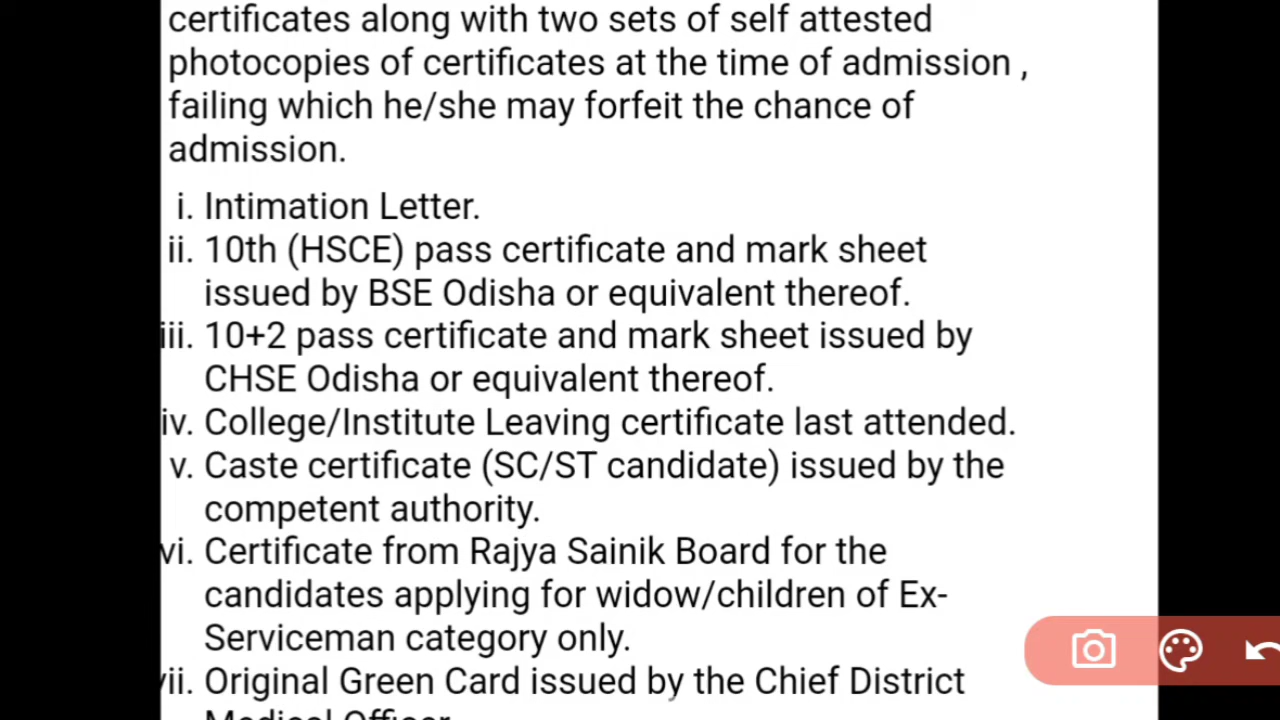 certificates along with two sets of self attested
photocopies of certificates at the time of admission ,
failing which he/she may forfeit the chance of
admission.
i. Intimation Letter.
ii. 10th (HSCE) pass certificate and mark sheet
issued by BSE Odisha or equivalent thereof.
iii. 10+2 pass certificate and mark sheet issued by
CHSE Odisha or equivalent thereof.
iv. College/Institute Leaving certificate last attended.
v. Caste certificate (SC/ST candidate) issued by the
competent authority.
vi. Certificate from Rajya Sainik Board for the
candidates applying for widow/children of Ex-
Serviceman category only.
vii. Original Green Card issued by the Chief District
Medical Officer